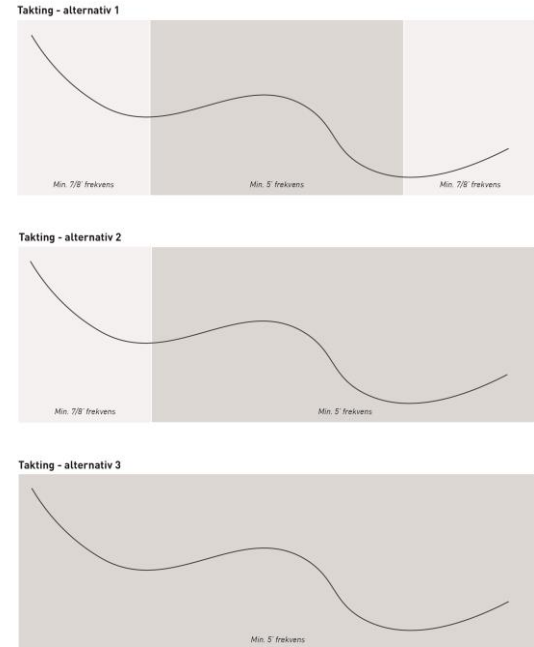 Takting - alternativ 1
Min. 7/8' frekvens
Min. 5' frekvens
Min. 7/8' frekvens
Takting - alternativ 2
Min. 7/8' frekvens
Min. 5' frekvens
Takting - alternativ 3
Min. 5' frekvens